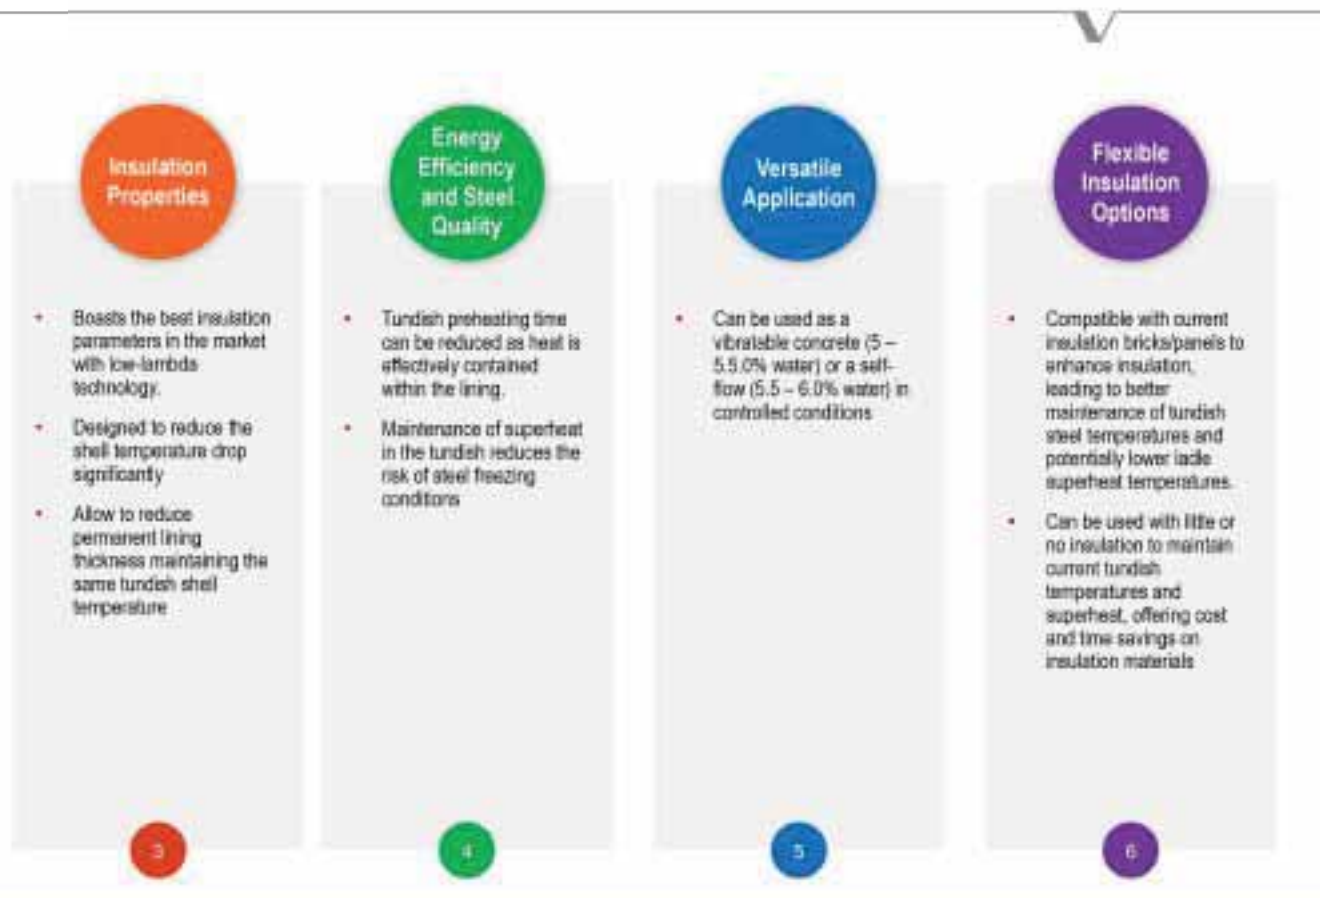 Insulation
Properties
Boasts the best insulation
parameters in the market
with low-lambda
technology.
Designed to reduce the
shell temperature drop
significantly
Allow to reduce
permanent lining
thickness maintaining the
same tundish shell
temperature
3
Energy
Efficiency
and Steel
Quality
Tundish preheating time
can be reduced as heat is
effectively contained
within the lining.
Maintenance of superheat
in the tundish reduces the
risk of steel freezing
conditions
4
Versatile
Application
Can be used as a
vibratable concrete (5 –
5.5.0% water) or a self-
flow (5.5 – 6.0% water) in
controlled conditions
5
Flexible
Insulation
Options
Compatible with current
insulation bricks/panels to
enhance insulation,
leading to better
maintenance of tundish
steel temperatures and
potentially lower ladle
superheat temperatures.
Can be used with little or
no insulation to maintain
current tundish
temperatures and
superheat, offering cost
and time savings on
insulation materials
6